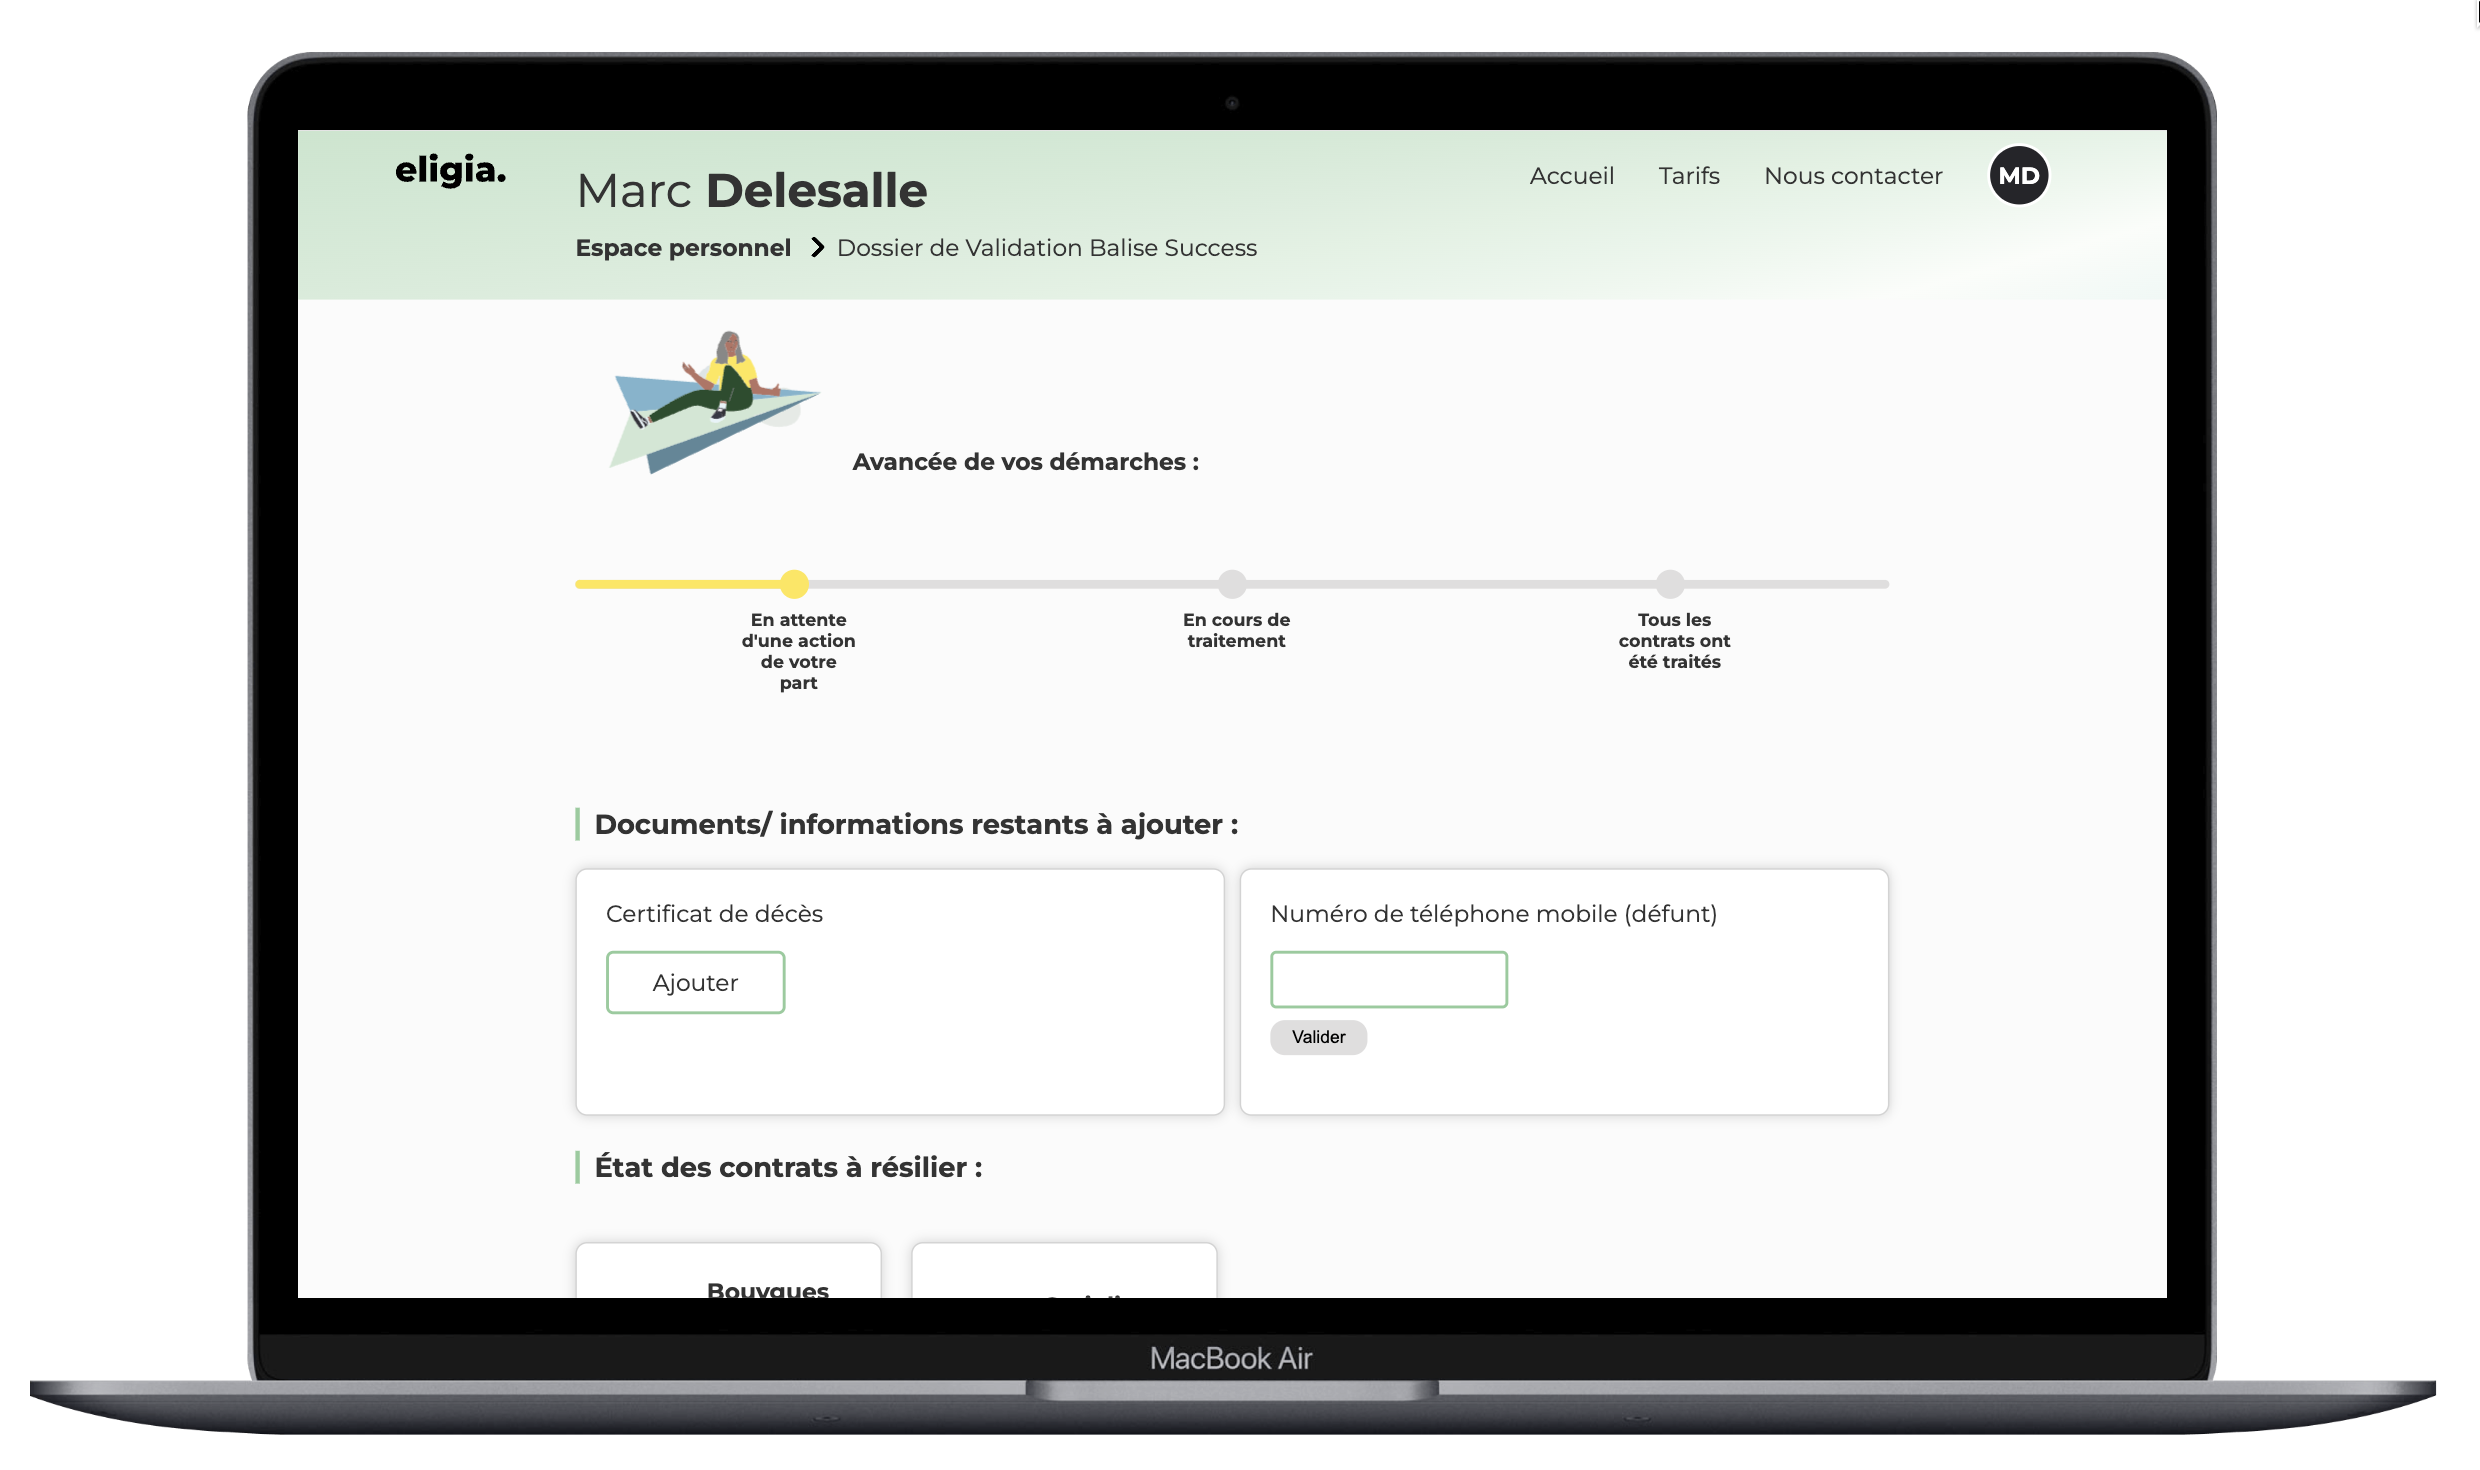 eligia.
Marc Delesalle
Accueil Tarifs Nous contacter MD
Espace personnel Dossier de Validation Balise Success
Avancée de vos démarches :
En attente
d'une action
de votre
part
En cours de
traitement
Tous les
contrats ont
été traités
Documents/ informations restants à ajouter :
Certificat de décès
Ajouter
Numéro de téléphone mobile (défunt)
Valider
État des contrats à résilier :
Bouygues
MacBook Air